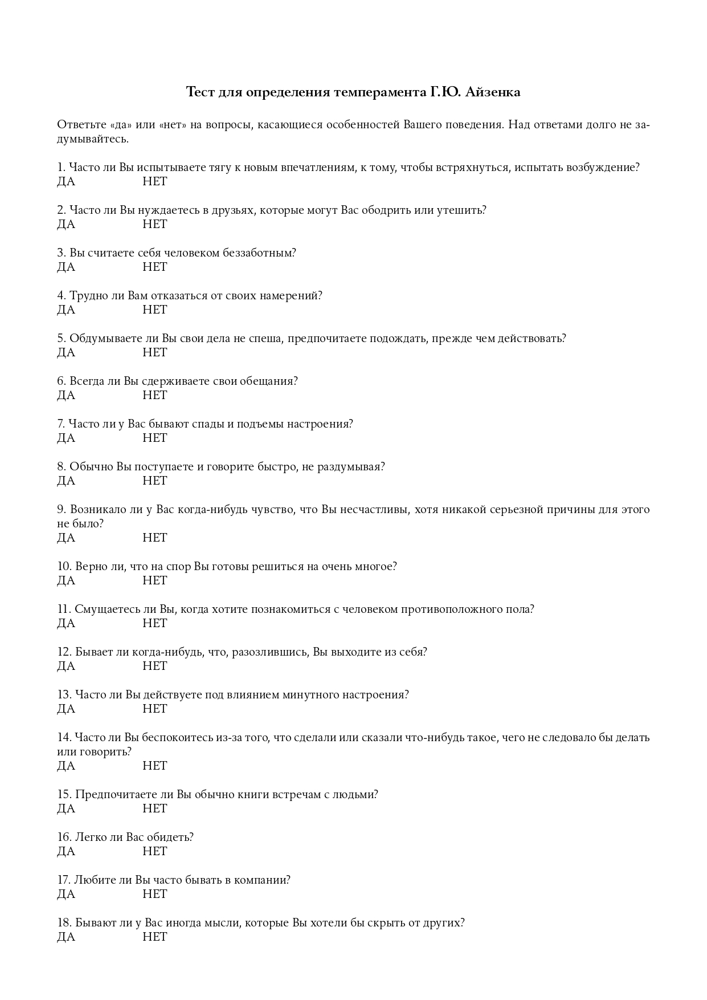 Тест для определения темперамента Г.Ю. Айзенка
Ответьте «да» или «нет» на вопросы, касающиеся особенностей Вашего поведения. Над ответами долго не за-
думывайтесь.
1. Часто ли Вы испытываете тягу к новым впечатлениям, к тому, чтобы встряхнуться, испытать возбуждение?
ДА НЕТ
2. Часто ли Вы нуждаетесь в друзьях, которые могут Вас ободрить или утешить?
ДА НЕТ
3. Вы считаете себя человеком беззаботным?
ДА НЕТ
4. Трудно ли Вам отказаться от своих намерений?
ДА НЕТ
5. Обдумываете ли Вы свои дела не спеша, предпочитаете подождать, прежде чем действовать?
ДА НЕТ
6. Всегда ли Вы сдерживаете свои обещания?
ДА НЕТ
7. Часто ли у Вас бывают спады и подъемы настроения?
ДА НЕТ
8. Обычно Вы поступаете и говорите быстро, не раздумывая?
ДА НЕТ
9. Возникало ли у Вас когда-нибудь чувство, что Вы несчастливы, хотя никакой серьезной причины для этого
не было?
ДА НЕТ
10. Верно ли, что на спор Вы готовы решиться на очень многое?
ДА НЕТ
11. Смущаетесь ли Вы, когда хотите познакомиться с человеком противоположного пола?
ДА НЕТ
12. Бывает ли когда-нибудь, что, разозлившись, Вы выходите из себя?
ДА НЕТ
13. Часто ли Вы действуете под влиянием минутного настроения?
ДА НЕТ
14. Часто ли Вы беспокоитесь из-за того, что сделали или сказали что-нибудь такое, чего не следовало бы делать
или говорить?
ДА НЕТ
15. Предпочитаете ли Вы обычно книги встречам с людьми?
ДА НЕТ
16. Легко ли Вас обидеть?
ДА НЕТ
17. Любите ли Вы часто бывать в компании?
ДА НЕТ
18. Бывают ли у Вас иногда мысли, которые Вы хотели бы скрыть от других?
ДА НЕТ